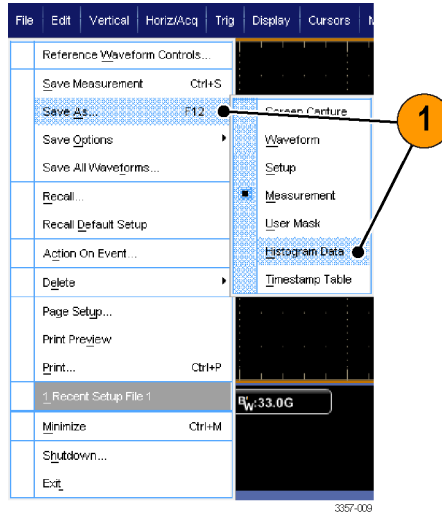 File Edit Vertical Horiz/Acq Trig Display Cursors
Reference Waveform Controls...
Save Measurement Ctrl+S
Save As... F12
Save Options
Save All Waveforms...
Recall...
Recall Default Setup
Action On Event...
Delete
Page Setup...
Print Preview
Print... Ctrl+P
1 Recent Setup File 1
Minimize Ctrl+M
Shutdown...
Exit
Screen Capture
Waveform
Setup
Measurement
User Mask
Histogram Data
Timestamp Table
1
BW:33.0G
3357-009